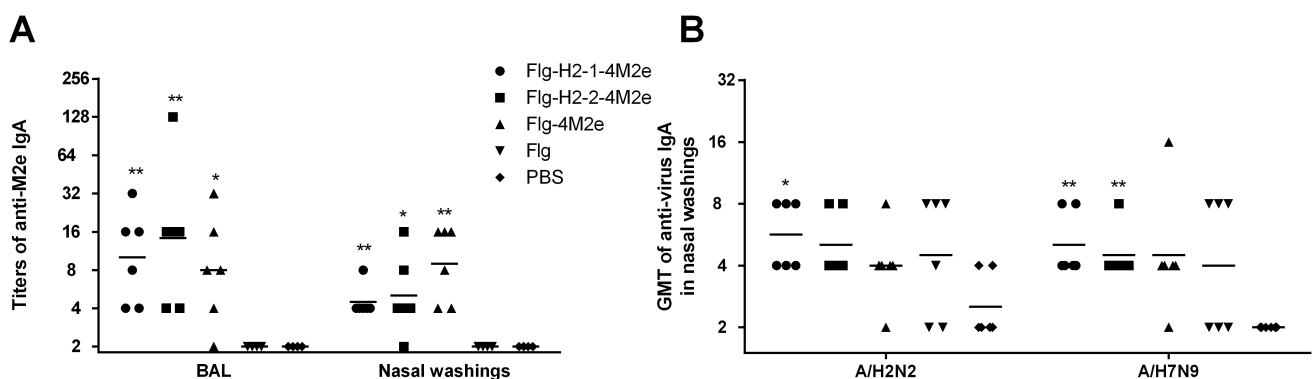 A
Titers of anti-M2e IgA
256
128
64
32
16
8
4
2
**
**
*
**
*
**
BAL
Nasal washings
Flg-H2-1-4M2e
Flg-H2-2-4M2e
Flg-4M2e
Flg
PBS
B
GMT of anti-virus IgA
in nasal washings
32
16
8
4
2
*
**
**
A/H2N2
A/H7N9